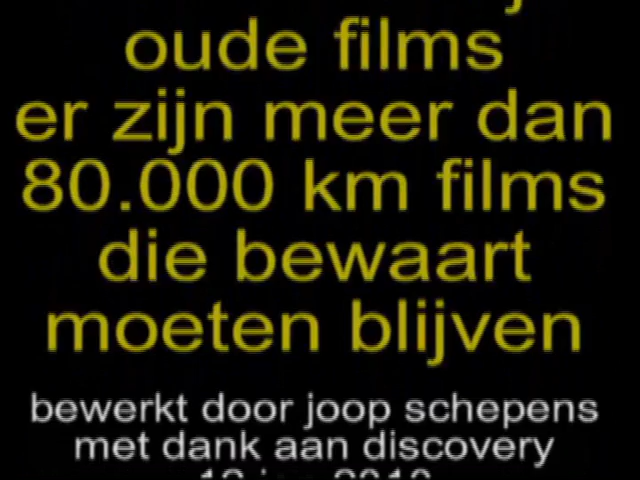 oude films
er zijn meer dan
80.000 km films
die bewaart
moeten blijven
bewerkt door joop schepens
met dank aan discovery